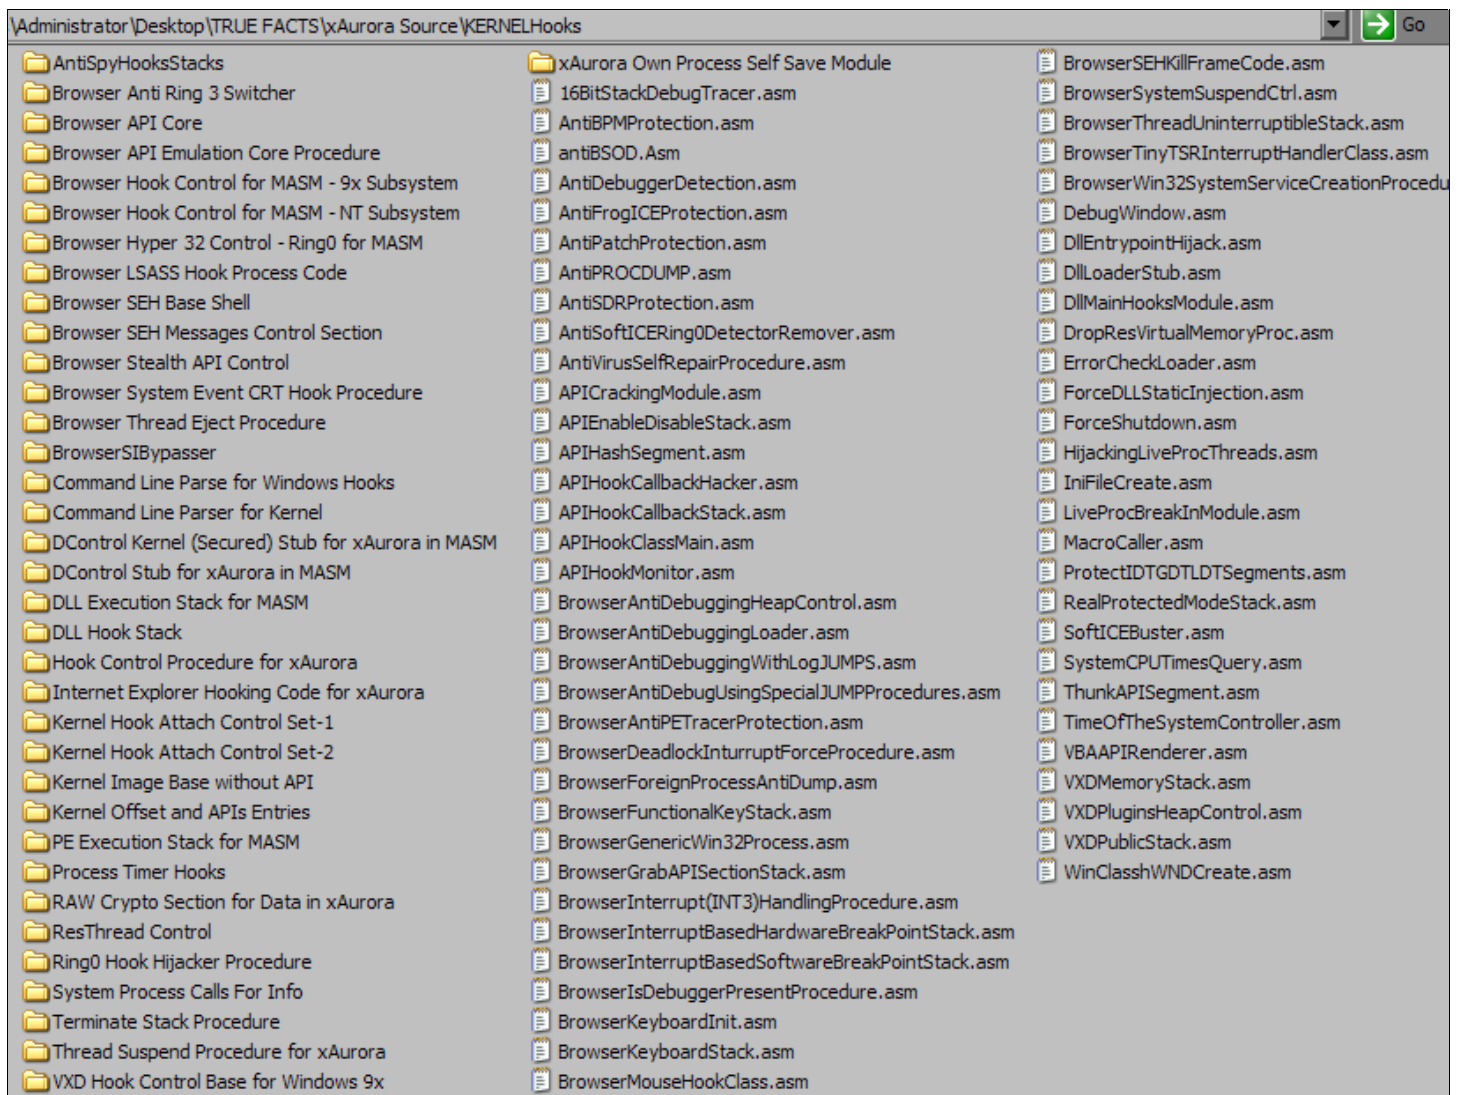 \Administrator\Desktop\TRUE FACTS\xAurora Source\KERNELHooks
Go
AntiSpyHooksStacks
Browser Anti Ring 3 Switcher
Browser API Core
Browser API Emulation Core Procedure
Browser Hook Control for MASM - 9x Subsystem
Browser Hook Control for MASM - NT Subsystem
Browser Hyper 32 Control - Ring0 for MASM
Browser LSASS Hook Process Code
Browser SEH Base Shell
Browser SEH Messages Control Section
Browser Stealth API Control
Browser System Event CRT Hook Procedure
Browser Thread Eject Procedure
BrowserSIBypasser
Command Line Parse for Windows Hooks
Command Line Parser for Kernel
DControl Kernel (Secured) Stub for xAurora in MASM
DControl Stub for xAurora in MASM
DLL Execution Stack for MASM
DLL Hook Stack
Hook Control Procedure for xAurora
Internet Explorer Hooking Code for xAurora
Kernel Hook Attach Control Set-1
Kernel Hook Attach Control Set-2
Kernel Image Base without API
Kernel Offset and APIs Entries
PE Execution Stack for MASM
Process Timer Hooks
RAW Crypto Section for Data in xAurora
ResThread Control
Ring0 Hook Hijacker Procedure
System Process Calls For Info
Terminate Stack Procedure
Thread Suspend Procedure for xAurora
VXD Hook Control Base for Windows 9x
xAurora Own Process Self Save Module
16BitStackDebugTracer.asm
AntiBPMProtection.asm
antiBSOD.Asm
AntiDebuggerDetection.asm
AntiFrogICEProtection.asm
AntiPatchProtection.asm
AntiPROCDUMP.asm
AntiSDRProtection.asm
AntiSoftICERing0DetectorRemover.asm
AntiVirusSelfRepairProcedure.asm
APICrackingModule.asm
APIEnableDisableStack.asm
APIHashSegment.asm
APIHookCallbackHacker.asm
APIHookCallbackStack.asm
APIHookClassMain.asm
APIHookMonitor.asm
BrowserAntiDebuggingHeapControl.asm
BrowserAntiDebuggingLoader.asm
BrowserAntiDebuggingWithLogJUMPS.asm
BrowserAntiDebugUsingSpecialJUMPProcedures.asm
BrowserAntiPETracerProtection.asm
BrowserDeadlockInturruptForceProcedure.asm
BrowserForeignProcessAntiDump.asm
BrowserFunctionalKeyStack.asm
BrowserGenericWin32Process.asm
BrowserGrabAPISectionStack.asm
BrowserInterrupt(INT3)HandlingProcedure.asm
BrowserInterruptBasedHardwareBreakPointStack.asm
BrowserInterruptBasedSoftwareBreakPointStack.asm
BrowserIsDebuggerPresentProcedure.asm
BrowserKeyboardInit.asm
BrowserKeyboardStack.asm
BrowserMouseHookClass.asm
BrowserSEHKillFrameCode.asm
BrowserSystemSuspendCtrl.asm
BrowserThreadUninterruptibleStack.asm
BrowserTinyTSRInterruptHandlerClass.asm
BrowserWin32SystemServiceCreationProcedu
DebugWindow.asm
DllEntrypointHijack.asm
DllLoaderStub.asm
DllMainHooksModule.asm
DropResVirtualMemoryProc.asm
ErrorCheckLoader.asm
ForceDLLStaticInjection.asm
ForceShutdown.asm
HijackingLiveProcThreads.asm
IniFileCreate.asm
LiveProcBreakInModule.asm
MacroCaller.asm
ProtectIDTGDTLDTSegments.asm
RealProtectedModeStack.asm
SoftICEBuster.asm
SystemCPUTimesQuery.asm
ThunkAPISegment.asm
TimeOfTheSystemController.asm
VBAAPIRenderer.asm
VXDMemoryStack.asm
VXDPluginsHeapControl.asm
VXDPublicStack.asm
WinClasshWNDCreate.asm